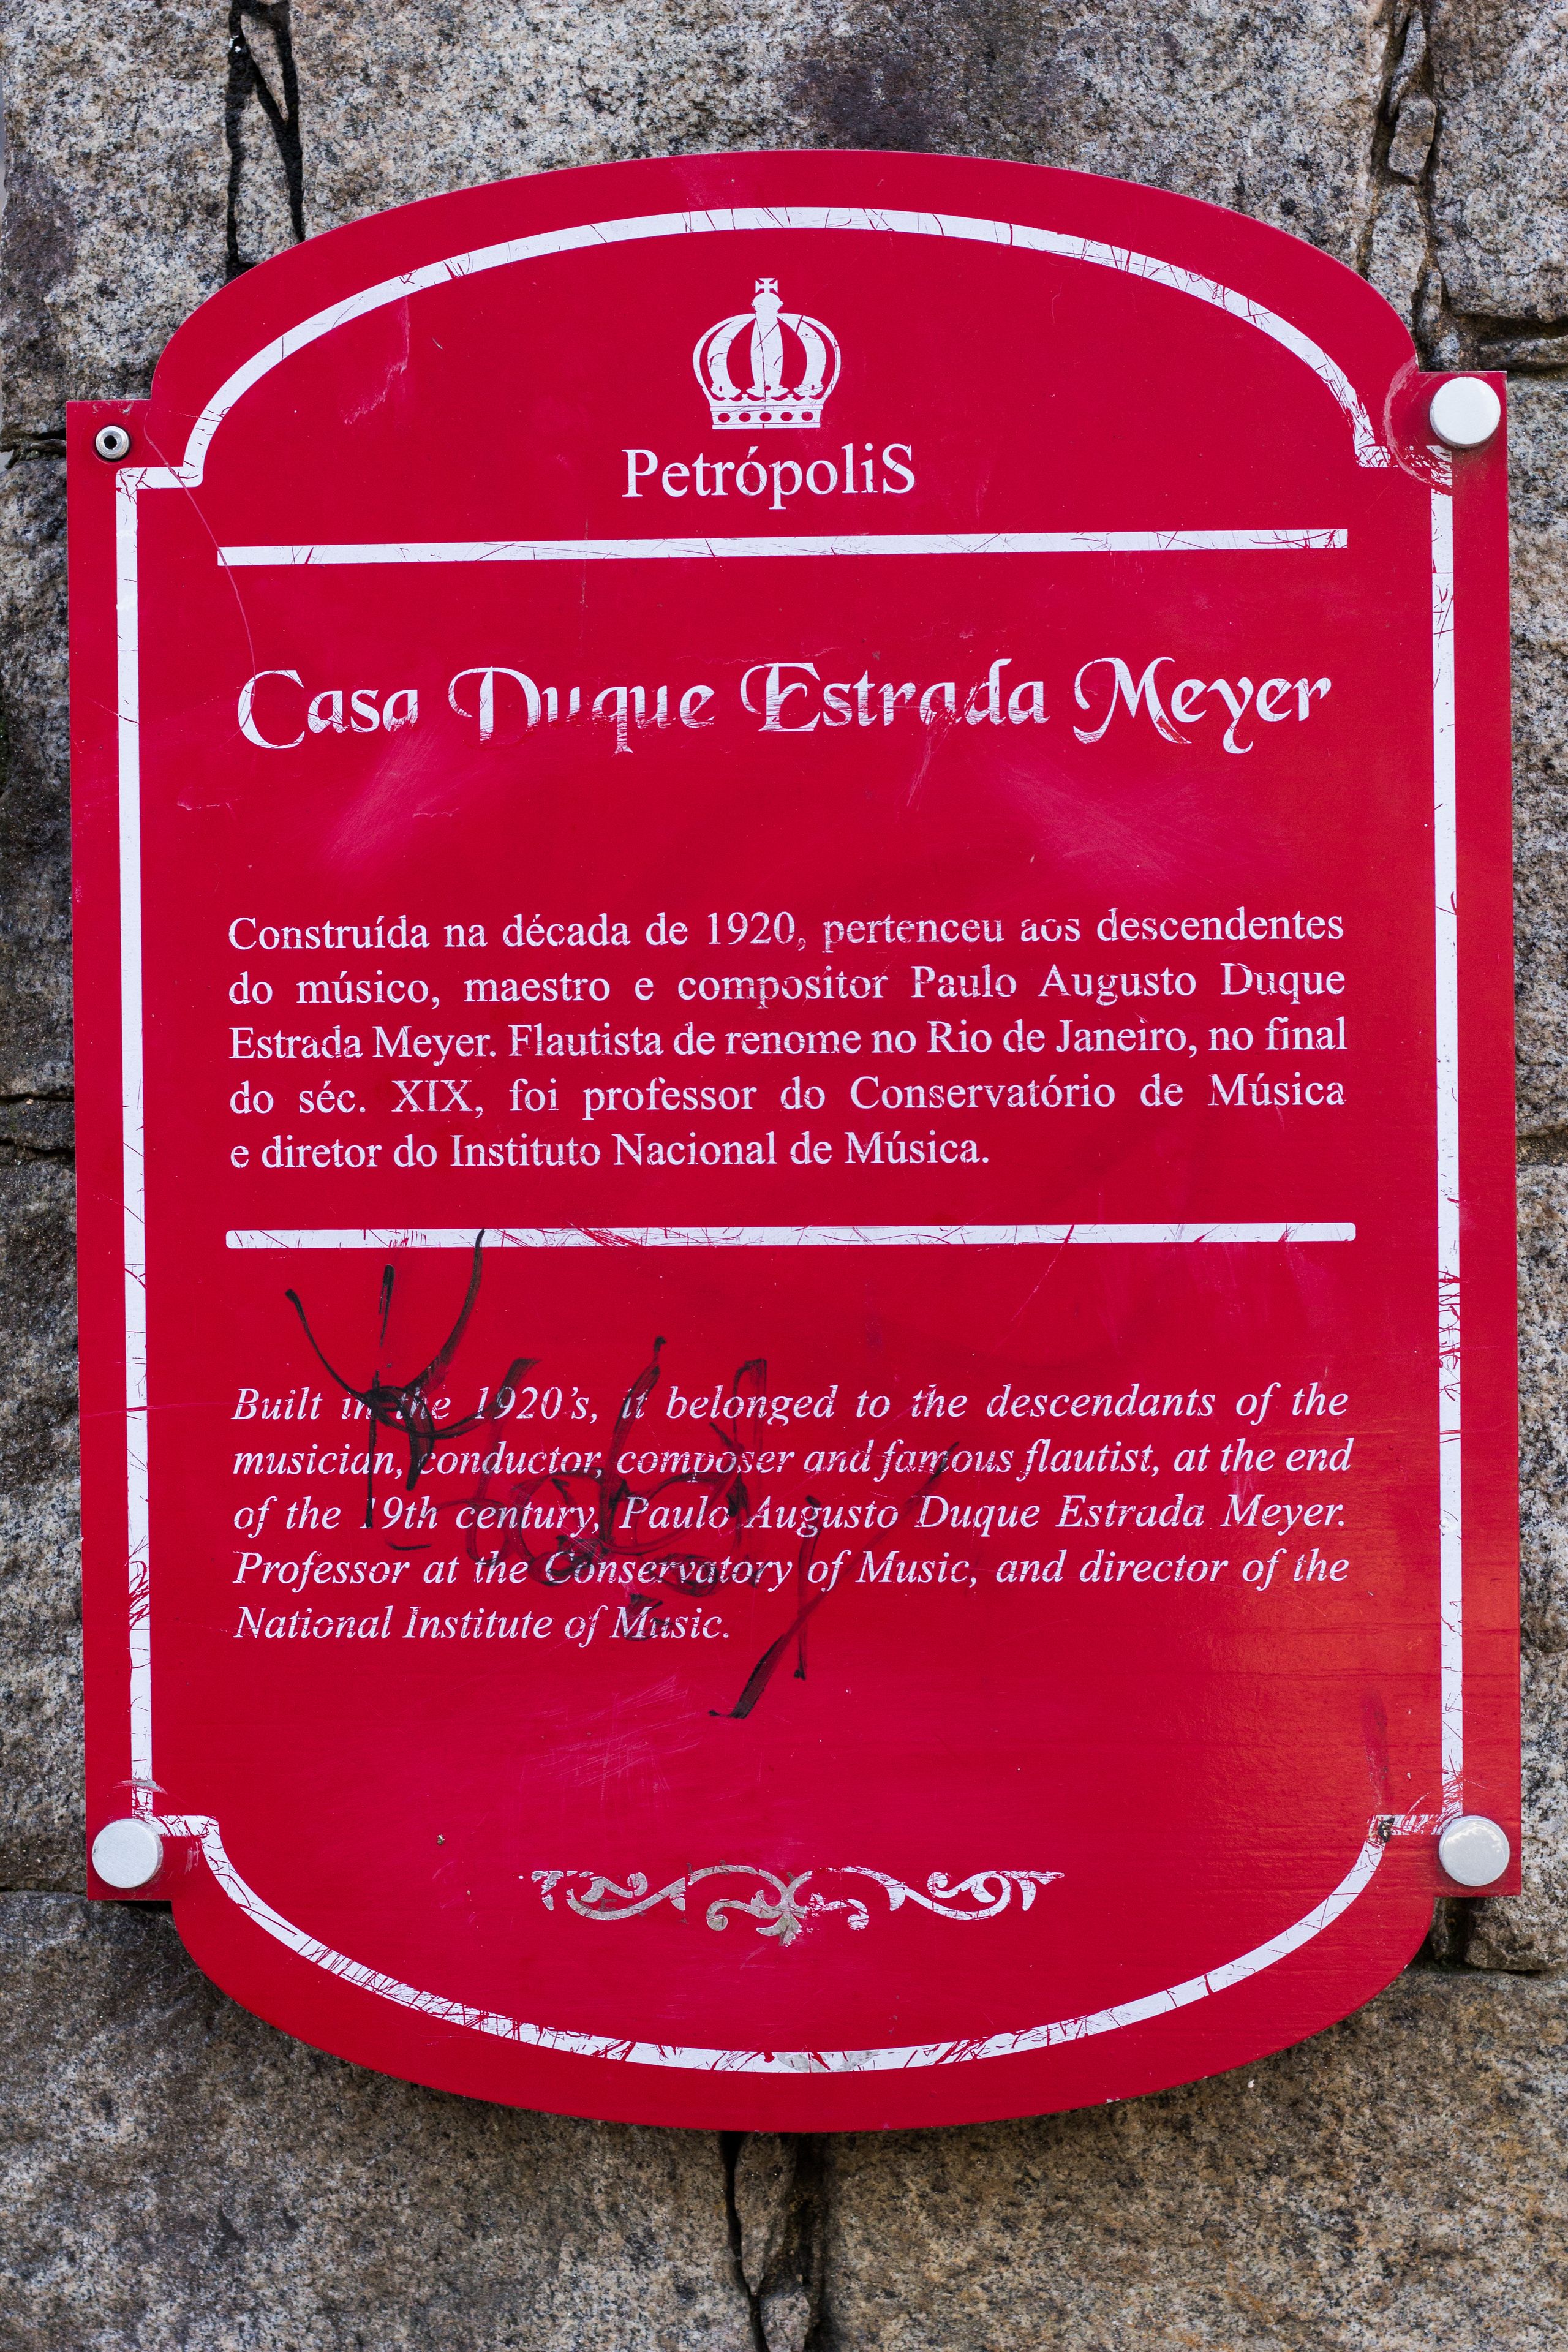 PetrópoliS
Casa Duque Estrada Meyer
Construída na década de 1920, pertenceu aos descendentes
do músico, maestro e compositor Paulo Augusto Duque
Estrada Meyer. Flautista de renome no Rio de Janeiro, no final
do séc. XIX, foi professor do Conservatório de Música
e diretor do Instituto Nacional de Música.
Built in the 1920's, it belonged to the descendants of the
musician, conductor, composer and famous flautist, at the end
of the 19th century, Paulo Augusto Duque Estrada Meyer.
Professor at the Conservatory of Music, and director of the
National Institute of Music.